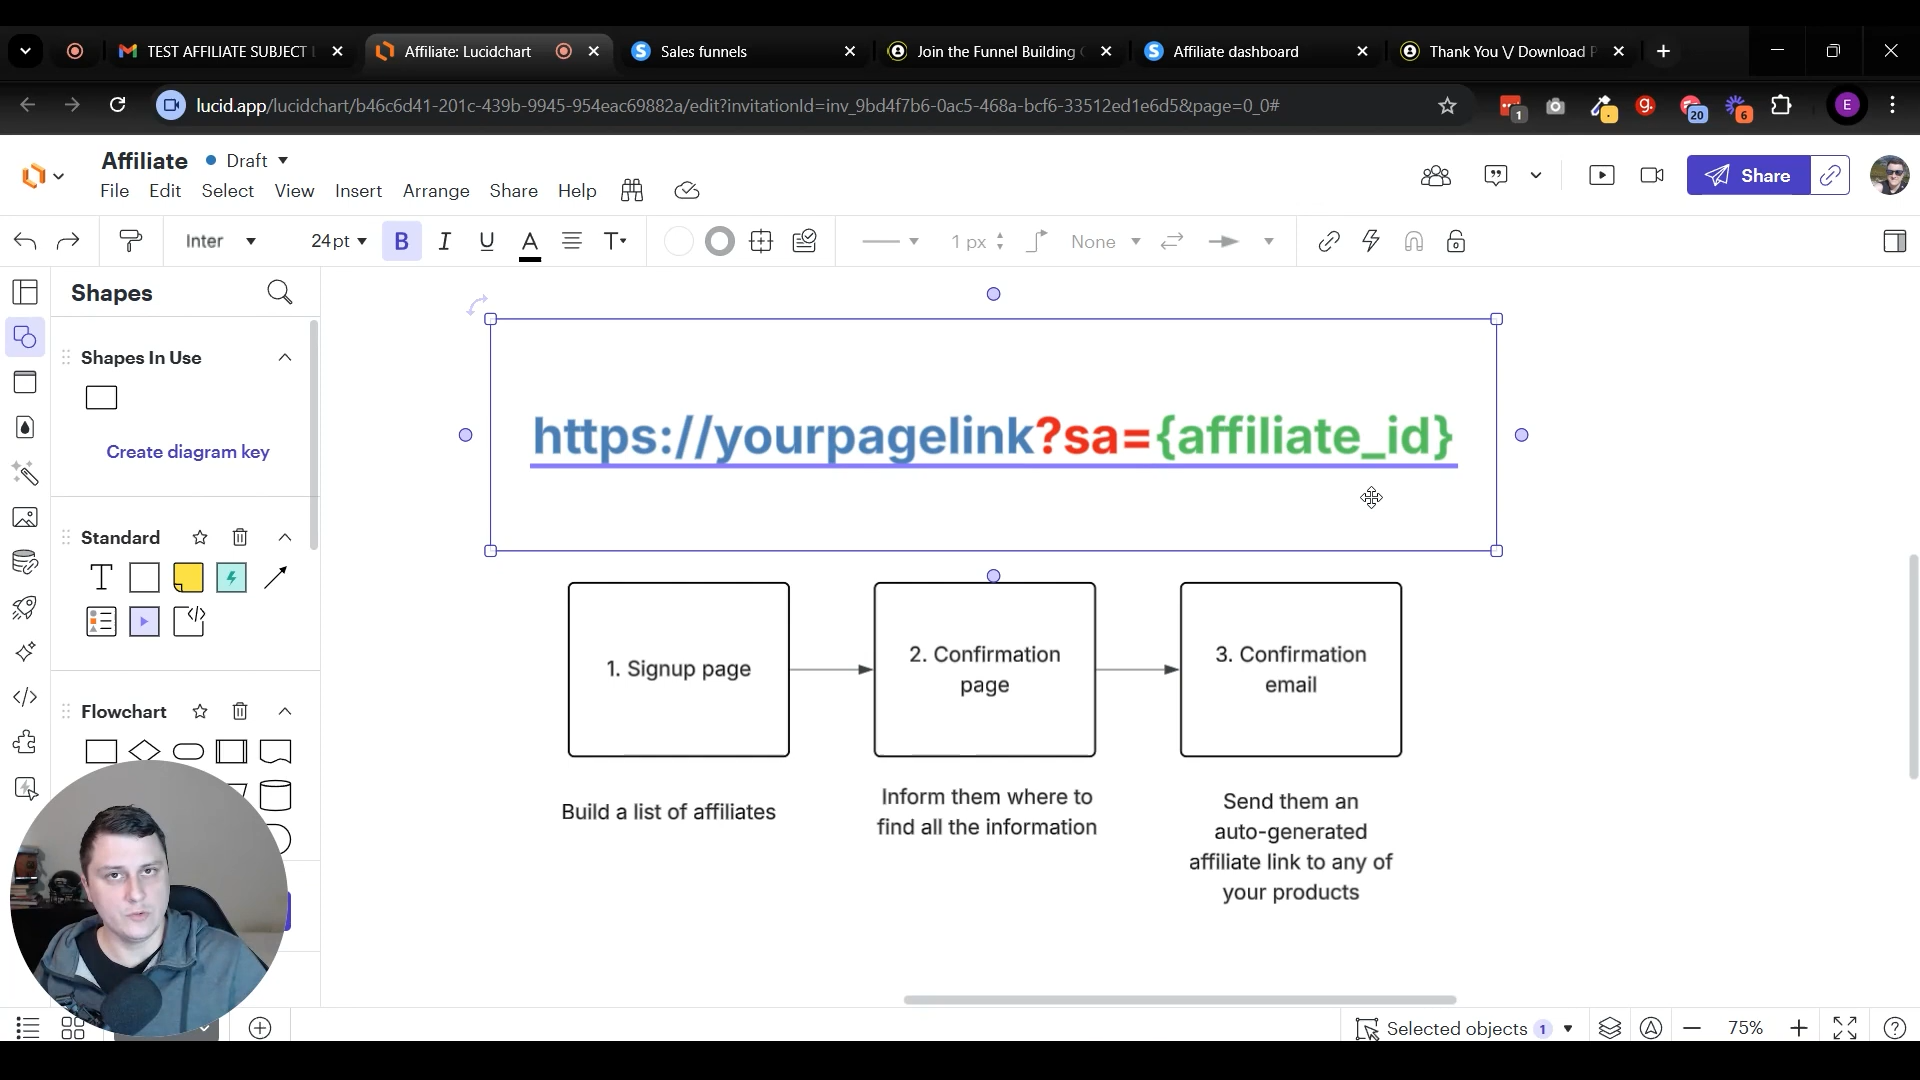 TEST AFFILIATE SUBJECT
Affiliate: Lucidchart
Sales funnels
Join the Funnel Building
Affiliate dashboard
Thank You \/ Download
lucid.app/lucidchart/b46c6d41-201c-439b-9945-954eac69882a/edit?invitationId=inv_9bd4f7b6-0ac5-468a-bcf6-33512ed1e6d5&page=0_0#
1
g.
20
6
E
Affiliate
Draft
File Edit Select View Insert Arrange Share Help
Share
Inter
24pt
B
I
U
A
T
1 px
None
Shapes
Shapes In Use
Create diagram key
Standard
T
Flowchart
https://yourpagelink?sa={affiliate_id}
1. Signup page
2. Confirmation
page
3. Confirmation
email
Build a list of affiliates
Inform them where to
find all the information
Send them an
auto-generated
affiliate link to any of
your products
Selected objects 1
75%